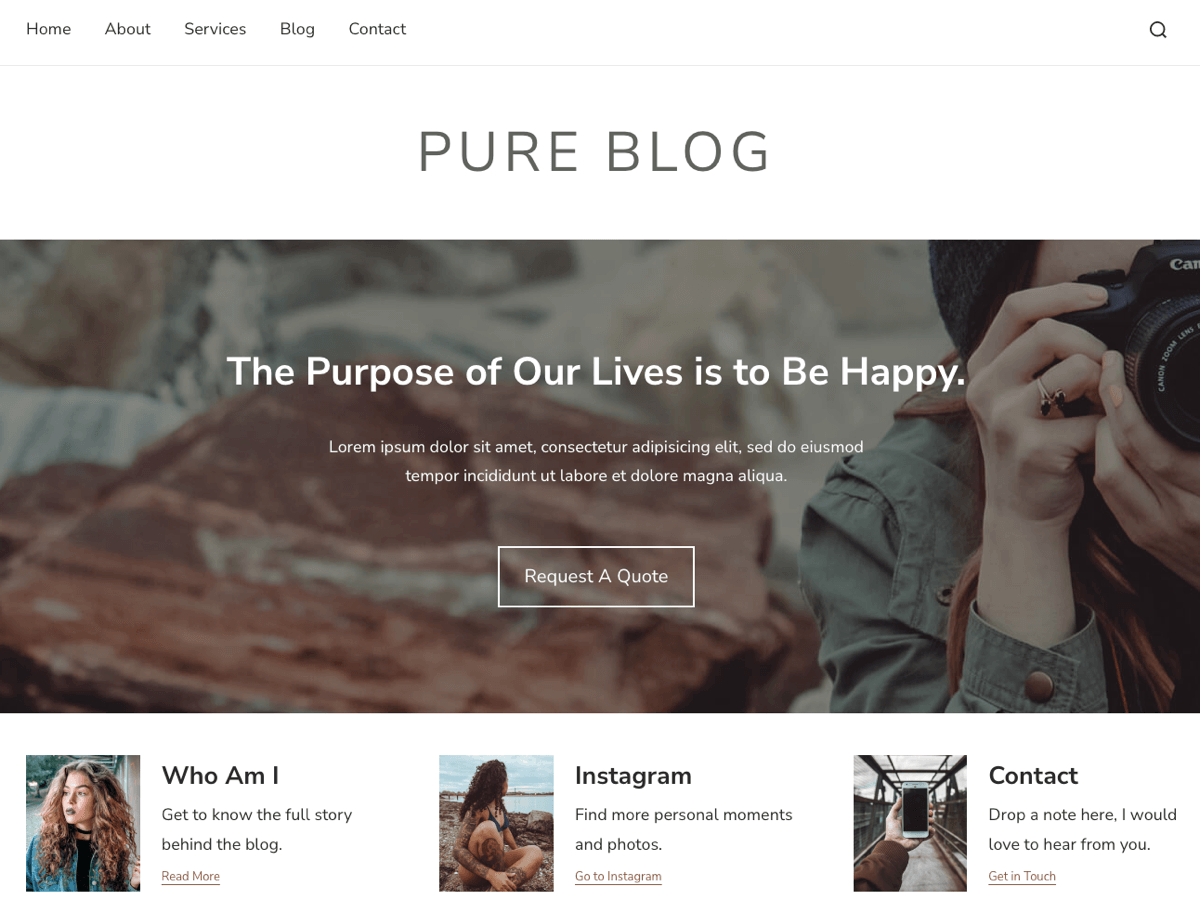 Home About Services Blog Contact
PURE BLOG
The Purpose of Our Lives is to Be Happy.
Lorem ipsum dolor sit amet, consectetur adipisicing elit, sed do eiusmod
tempor incididunt ut labore et dolore magna aliqua.
Request A Quote
CANON ZOOM LENS
Who Am I
Get to know the full story
behind the blog.
Read More
Instagram
Find more personal moments
and photos.
Go to Instagram
Contact
Drop a note here, I would
love to hear from you.
Get in Touch